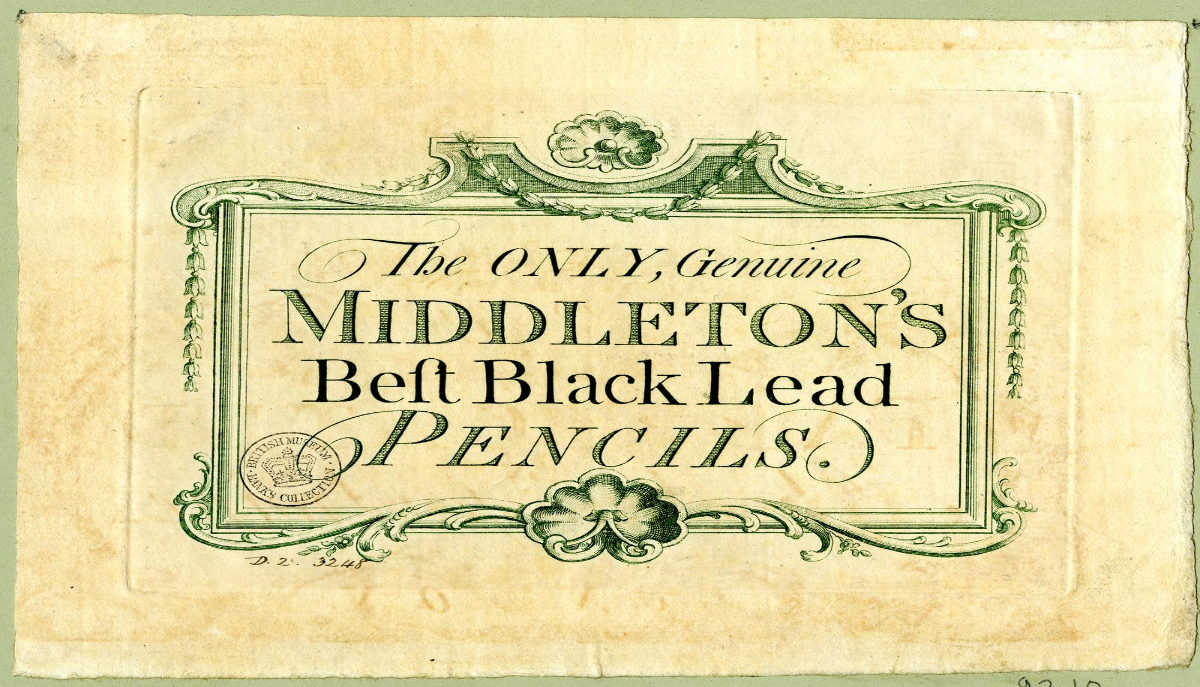 The ONLY, Genuine
MIDDLETON'S
Beſt Black Lead
PENCILS.
BRITISH MUSEUM
BANKS COLLECTION
D. 2. 3248